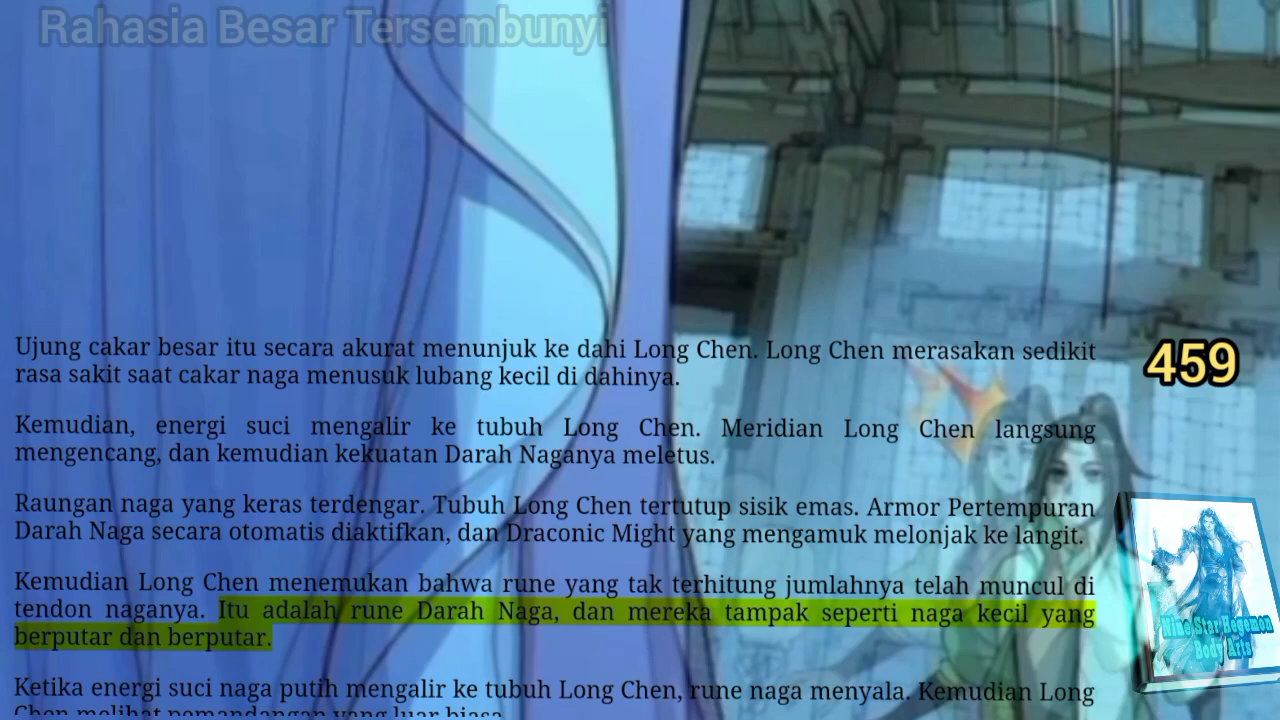 Rahasia Besar Tersembunyi
Ujung cakar besar itu secara akurat menunjuk ke dahi Long Chen. Long Chen merasakan sedikit
rasa sakit saat cakar naga menusuk lubang kecil di dahinya.
459
Kemudian, energi suci mengalir ke tubuh Long Chen. Meridian Long Chen langsung
mengencang, dan kemudian kekuatan Darah Naganya meletus.
Raungan naga yang keras terdengar. Tubuh Long Chen tertutup sisik emas. Armor Pertempuran
Darah Naga secara otomatis diaktifkan, dan Draconic Might yang mengamuk melonjak ke langit.
Kemudian Long Chen menemukan bahwa rune yang tak terhitung jumlahnya telah muncul di
tendon naganya. Itu adalah rune Darah Naga, dan mereka tampak seperti naga kecil yang
berputar dan berputar.
Nine Star Hegemon
Body Arts
Ketika energi suci naga putih mengalir ke tubuh Long Chen, rune naga menyala. Kemudian Long
Chen melihat pemandangan yang luar biasa.